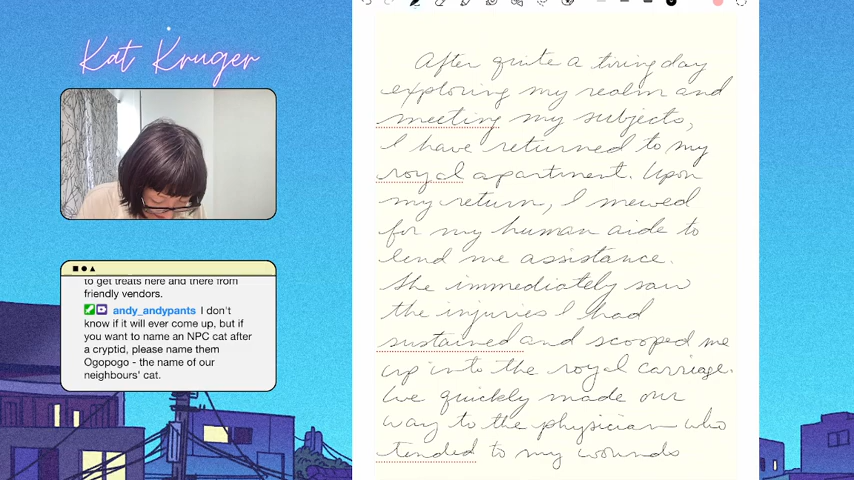 Kat Kruger
to get treats here and there from
friendly vendors.
andy_andypants I don't
know if it will ever come up, but if
you want to name an NPC cat after
a cryptid, please name them
Ogopogo - the name of our
neighbours' cat.
After quite a tiring day
exploring my realm and
meeting my subjects,
I have returned to my
royal apartment. Upon
my return, I mewed
for my human aide to
lend me assistance.
She immediately saw
the injuries I had
sustained and scooped me
up into the royal carriage.
We quickly made our
way to the physician who
tended to my wounds